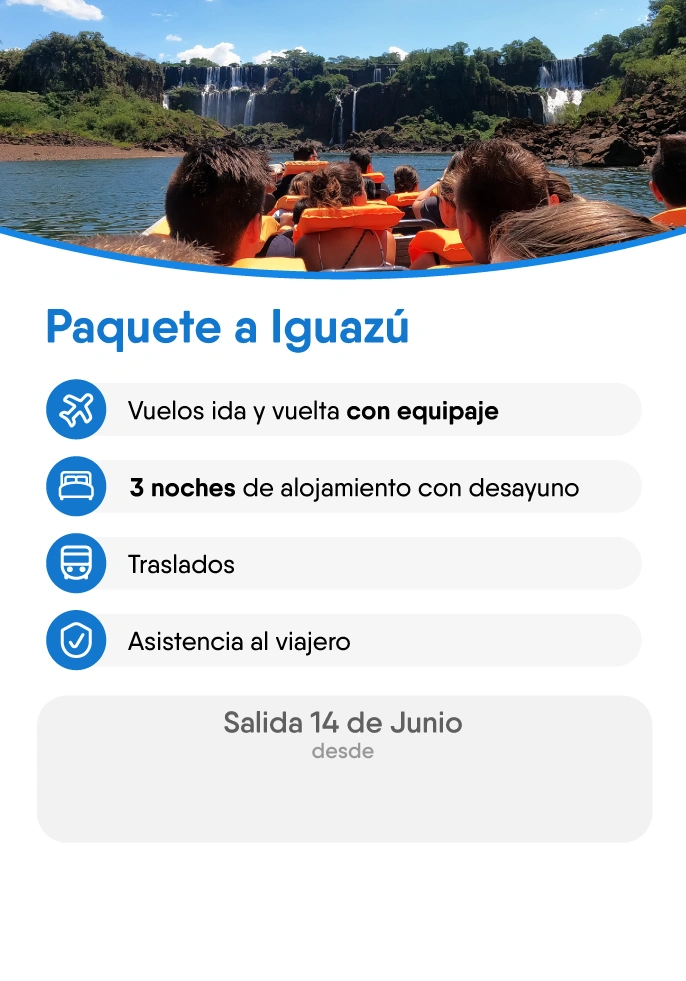 Paquete a Iguazú
Vuelos ida y vuelta con equipaje
3 noches de alojamiento con desayuno
Traslados
Asistencia al viajero
Salida 14 de Junio
desde